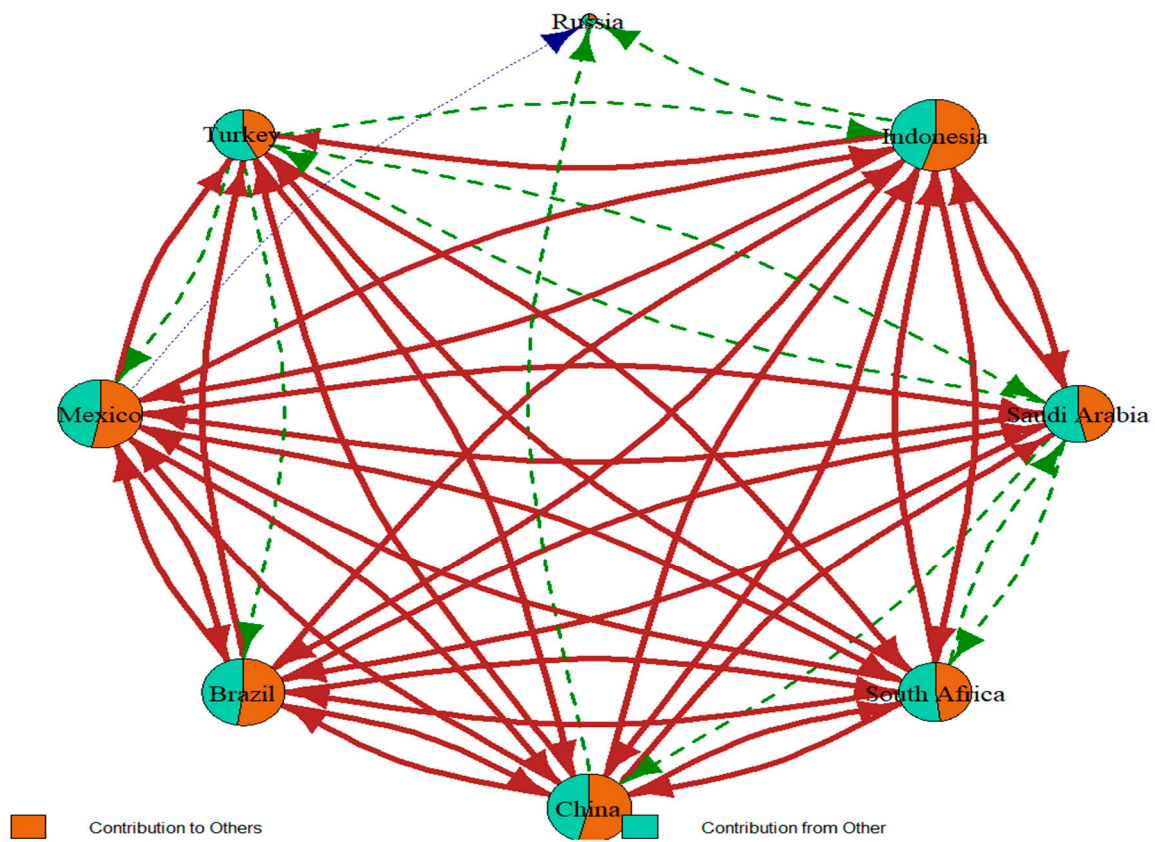 Russia
Turkey
Indonesia
Mexico
Saudi Arabia
Brazil
South Africa
China
Contribution to Others
Contribution from Other